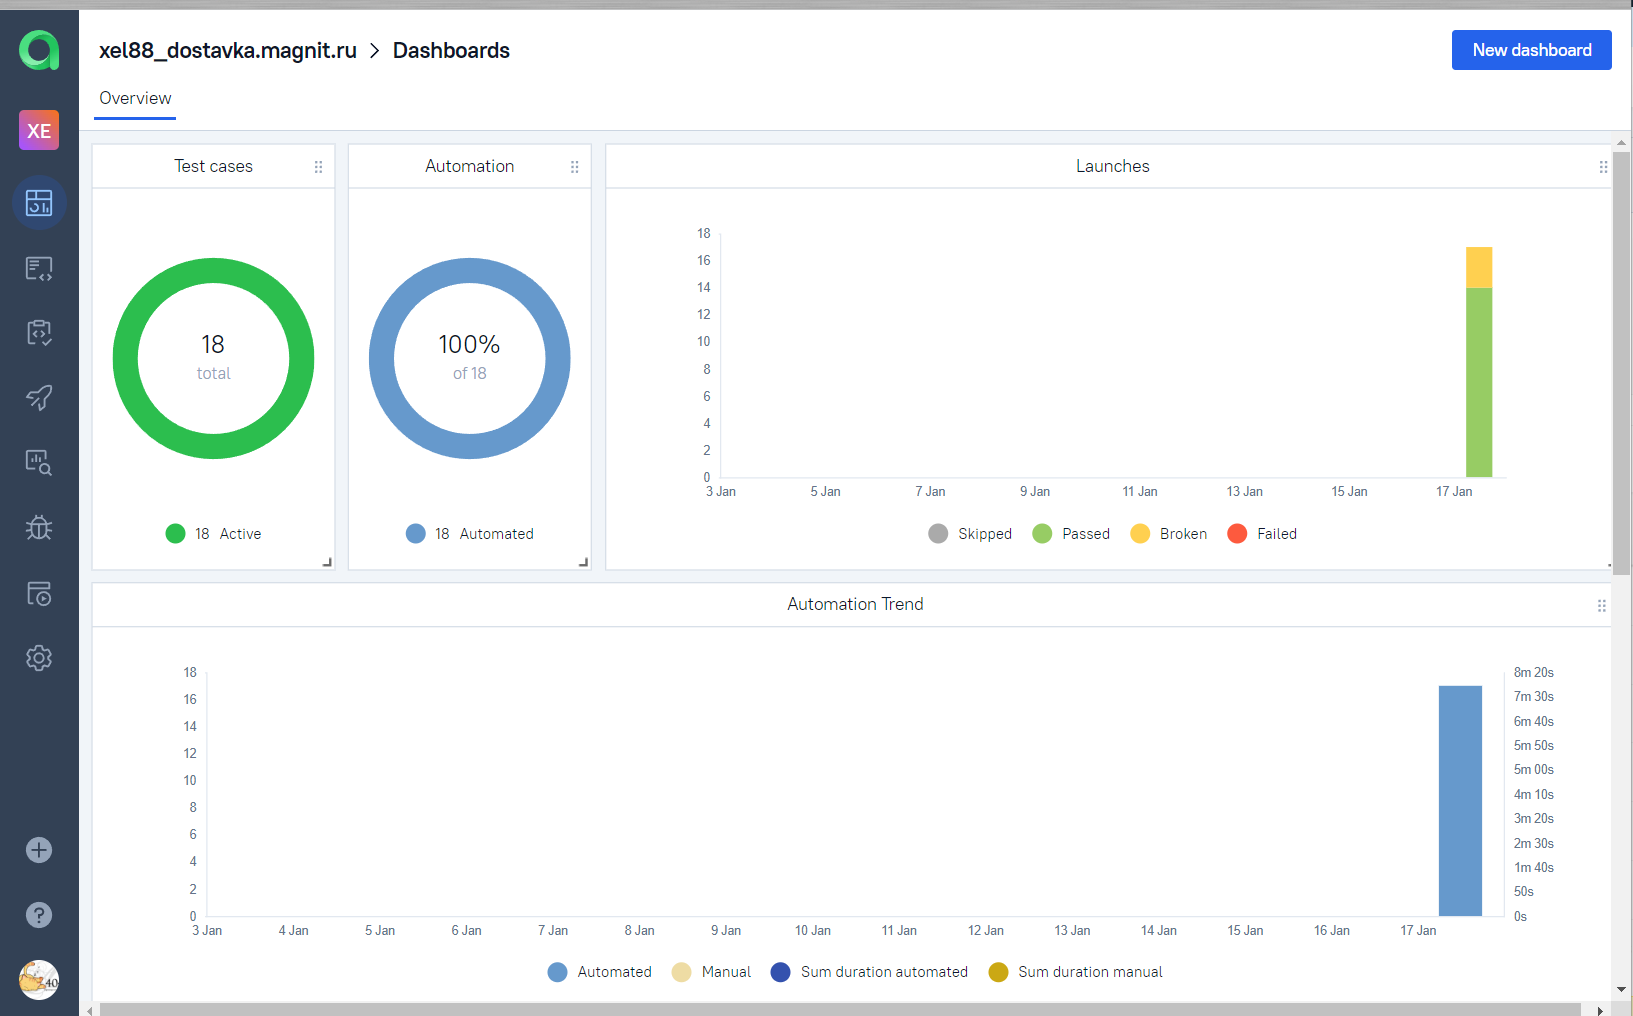 xel88_dostavka.magnit.ru > Dashboards
New dashboard
Overview
XE
Test cases
18
total
18 Active
Automation
100%
of 18
18 Automated
Launches
18
16
14
12
10
8
6
4
2
0
3 Jan 5 Jan 7 Jan 9 Jan 11 Jan 13 Jan 15 Jan 17 Jan
Skipped Passed Broken Failed
Automation Trend
18
16
14
12
10
8
6
4
2
0
8m 20s
7m 30s
6m 40s
5m 50s
5m 00s
4m 10s
3m 20s
2m 30s
1m 40s
50s
0s
3 Jan 4 Jan 5 Jan 6 Jan 7 Jan 8 Jan 9 Jan 10 Jan 11 Jan 12 Jan 13 Jan 14 Jan 15 Jan 16 Jan 17 Jan
Automated Manual Sum duration automated Sum duration manual
?
40